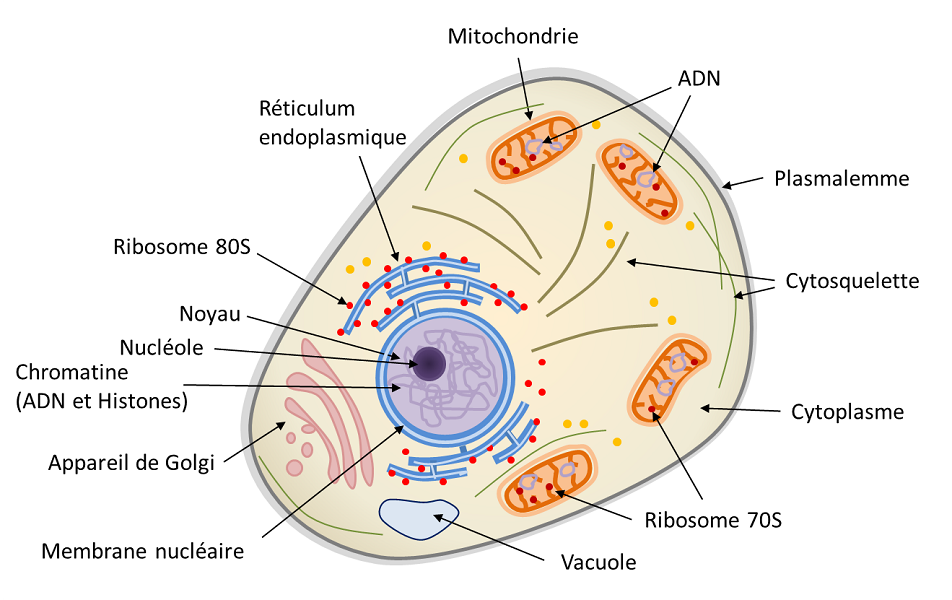 Mitochondrie
ADN
Réticulum
endoplasmique
Plasmalemme
Ribosome 80S
Cytosquelette
Noyau
Nucléole
Chromatine
(ADN et Histones)
Cytoplasme
Appareil de Golgi
Ribosome 70S
Membrane nucléaire
Vacuole